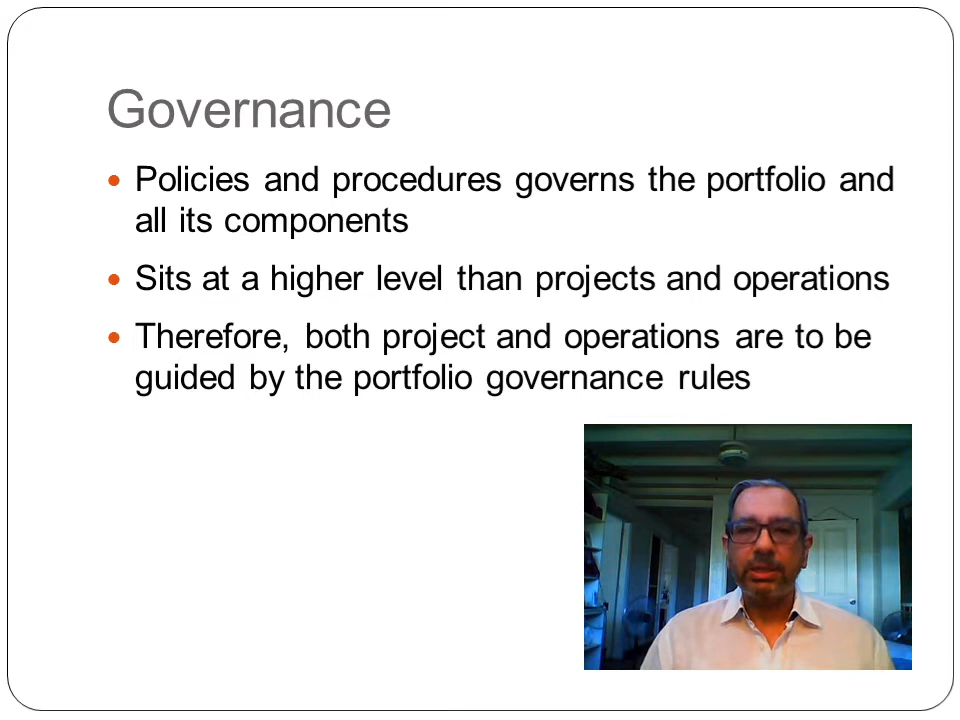 Governance
Policies and procedures governs the portfolio and
all its components
Sits at a higher level than projects and operations
Therefore, both project and operations are to be
guided by the portfolio governance rules